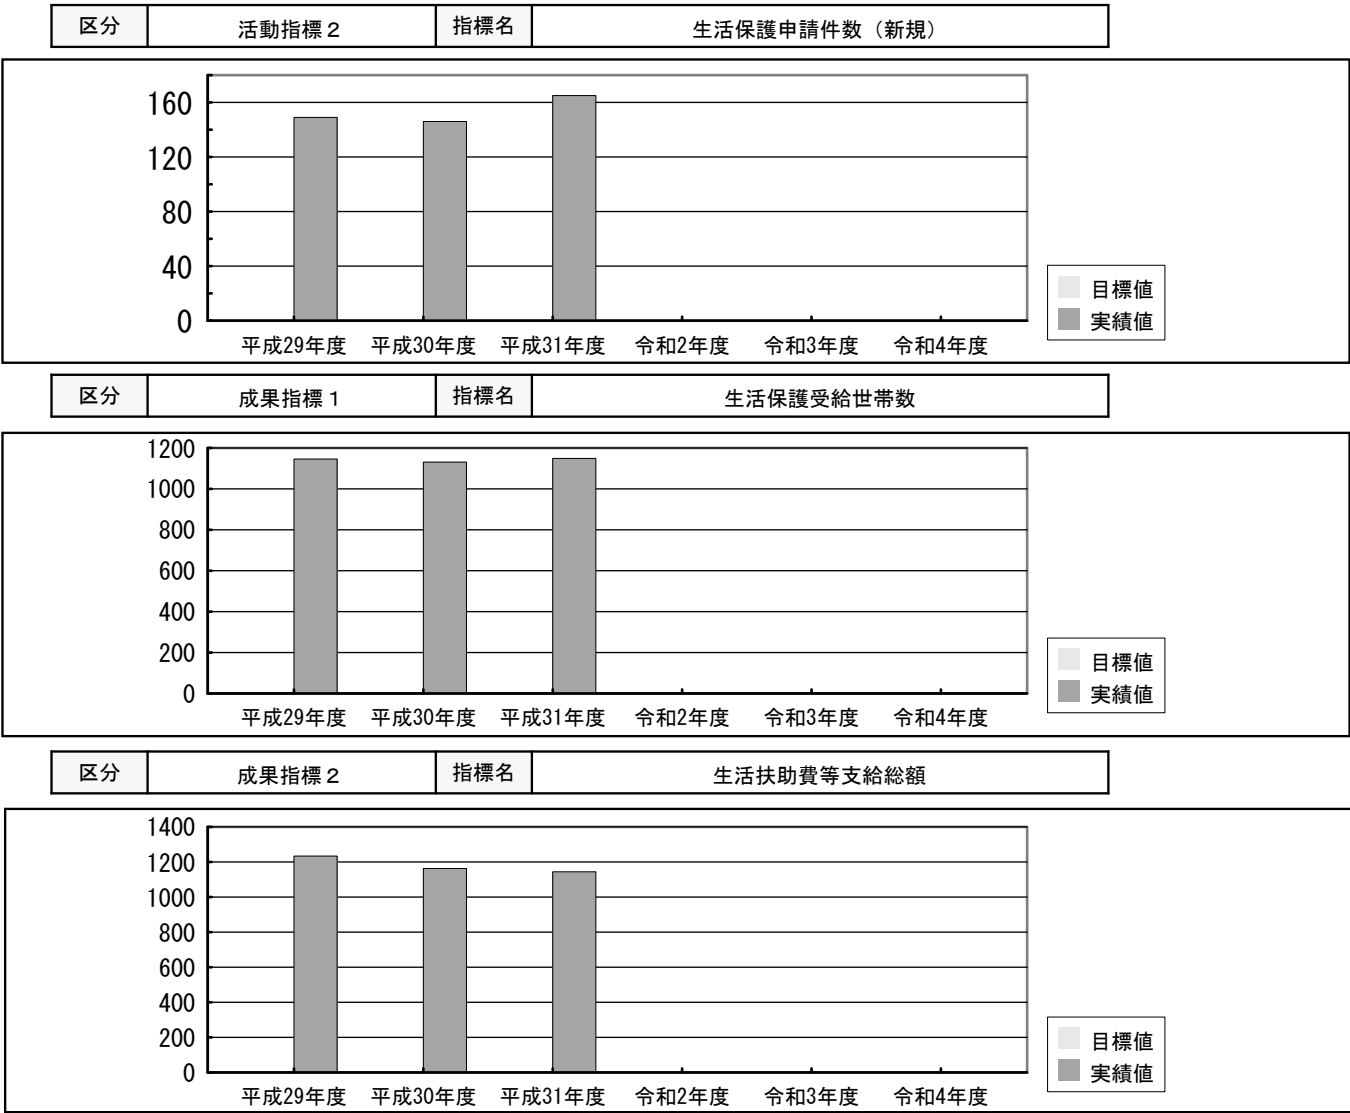 区分 活動指標２ 指標名 生活保護申請件数（新規）
160
120
80
40
0
平成29年度 平成30年度 平成31年度 令和2年度 令和3年度 令和4年度
目標値
実績値
区分 成果指標１ 指標名 生活保護受給世帯数
1200
1000
800
600
400
200
0
平成29年度 平成30年度 平成31年度 令和2年度 令和3年度 令和4年度
目標値
実績値
区分 成果指標２ 指標名 生活扶助費等支給総額
1400
1200
1000
800
600
400
200
0
平成29年度 平成30年度 平成31年度 令和2年度 令和3年度 令和4年度
目標値
実績値